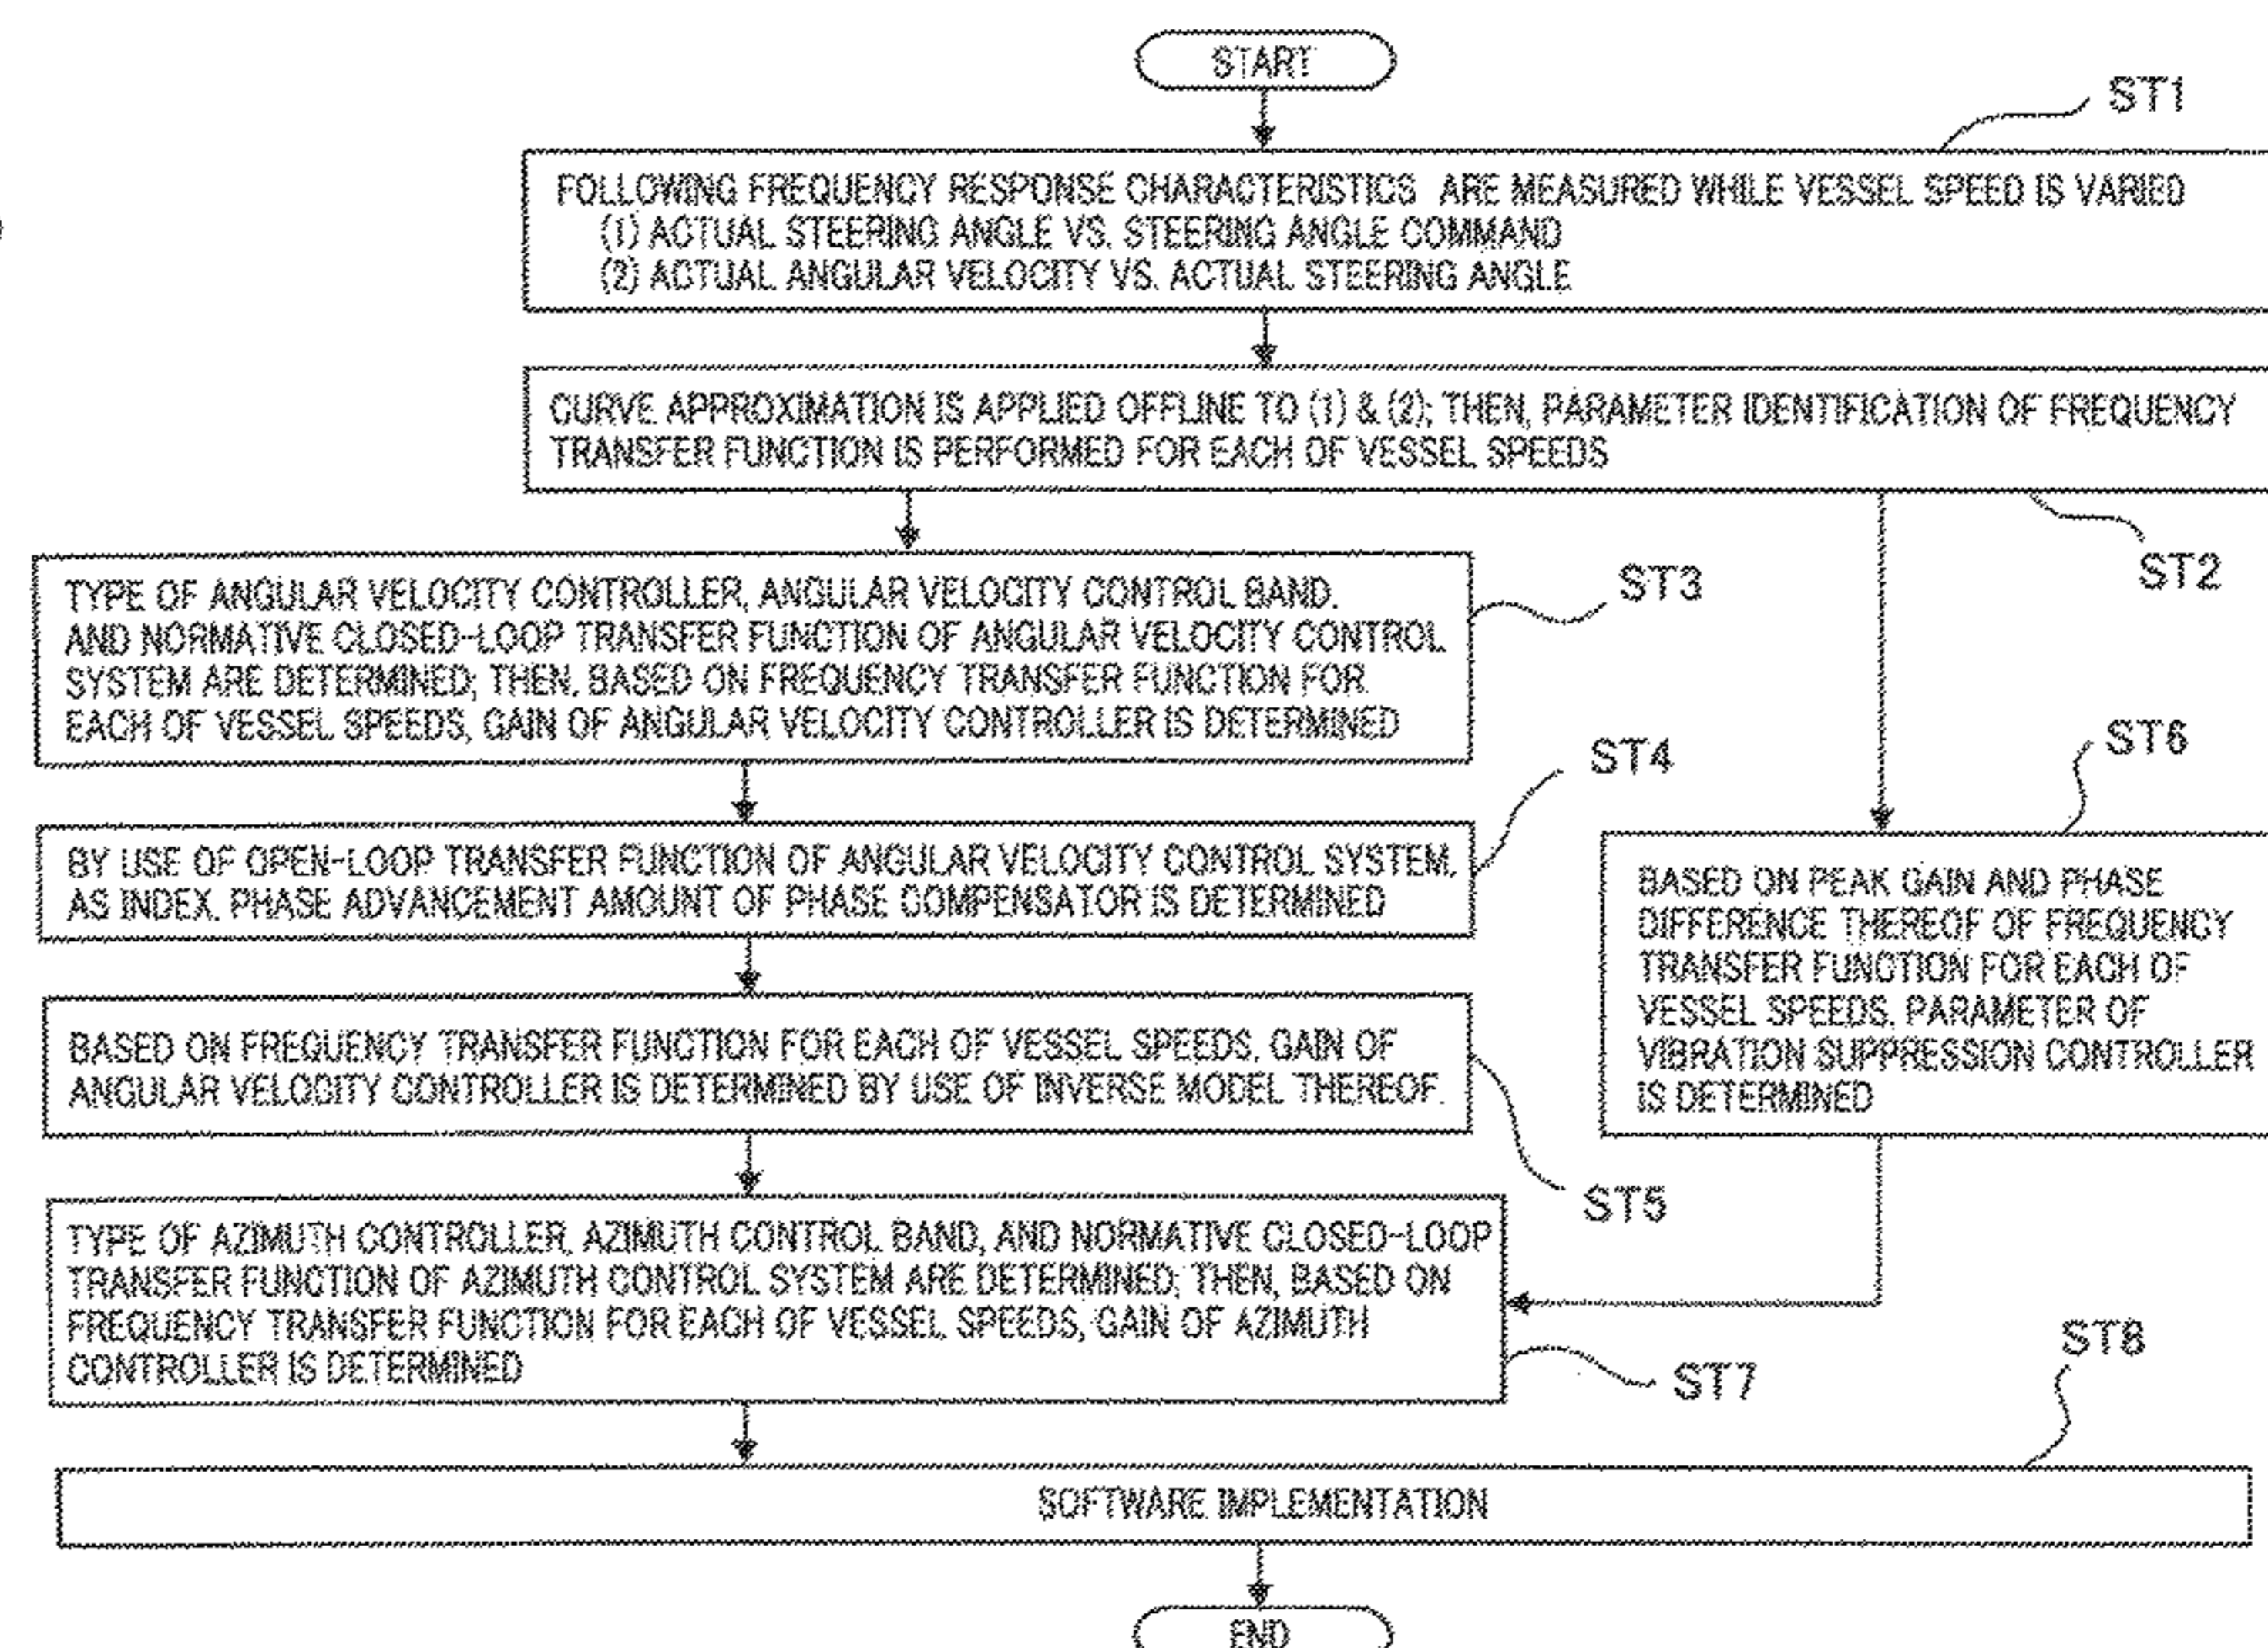 START
ST1
FOLLOWING FREQUENCY RESPONSE CHARACTERISTICS ARE MEASURED WHILE VESSEL SPEED IS VARIED
(1) ACTUAL STEERING ANGLE VS. STEERING ANGLE COMMAND
(2) ACTUAL ANGULAR VELOCITY VS. ACTUAL STEERING ANGLE
CURVE APPROXIMATION IS APPLIED OFFLINE TO (1) & (2); THEN, PARAMETER IDENTIFICATION OF FREQUENCY
TRANSFER FUNCTION IS PERFORMED FOR EACH OF VESSEL SPEEDS
ST2
TYPE OF ANGULAR VELOCITY CONTROLLER, ANGULAR VELOCITY CONTROL BAND,
AND NORMATIVE CLOSED-LOOP TRANSFER FUNCTION OF ANGULAR VELOCITY CONTROL
SYSTEM ARE DETERMINED; THEN, BASED ON FREQUENCY TRANSFER FUNCTION FOR
EACH OF VESSEL SPEEDS, GAIN OF ANGULAR VELOCITY CONTROLLER IS DETERMINED
ST3
ST4
BY USE OF OPEN-LOOP TRANSFER FUNCTION OF ANGULAR VELOCITY CONTROL SYSTEM,
AS INDEX, PHASE ADVANCEMENT AMOUNT OF PHASE COMPENSATOR IS DETERMINED
BASED ON FREQUENCY TRANSFER FUNCTION FOR EACH OF VESSEL SPEEDS, GAIN OF
ANGULAR VELOCITY CONTROLLER IS DETERMINED BY USE OF INVERSE MODEL THEREOF.
ST5
ST6
BASED ON PEAK GAIN AND PHASE
DIFFERENCE THEREOF OF FREQUENCY
TRANSFER FUNCTION FOR EACH OF
VESSEL SPEEDS, PARAMETER OF
VIBRATION SUPPRESSION CONTROLLER
IS DETERMINED
TYPE OF AZIMUTH CONTROLLER, AZIMUTH CONTROL BAND, AND NORMATIVE CLOSED-LOOP
TRANSFER FUNCTION OF AZIMUTH CONTROL SYSTEM ARE DETERMINED; THEN, BASED ON
FREQUENCY TRANSFER FUNCTION FOR EACH OF VESSEL SPEEDS, GAIN OF AZIMUTH
CONTROLLER IS DETERMINED
ST7
ST8
SOFTWARE IMPLEMENTATION
END